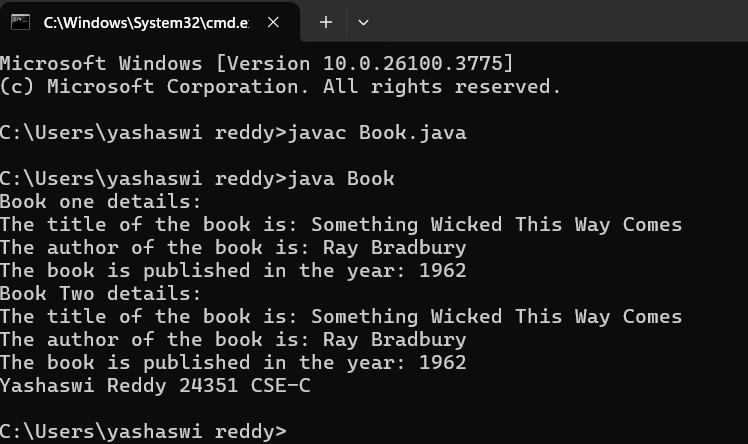 C:\Windows\System32\cmd.e
Microsoft Windows [Version 10.0.26100.3775]
(c) Microsoft Corporation. All rights reserved.
C:\Users\yashaswi reddy>javac Book.java
C:\Users\yashaswi reddy>java Book
Book one details:
The title of the book is: Something Wicked This Way Comes
The author of the book is: Ray Bradbury
The book is published in the year: 1962
Book Two details:
The title of the book is: Something Wicked This Way Comes
The author of the book is: Ray Bradbury
The book is published in the year: 1962
Yashaswi Reddy 24351 CSE-C
C:\Users\yashaswi reddy>